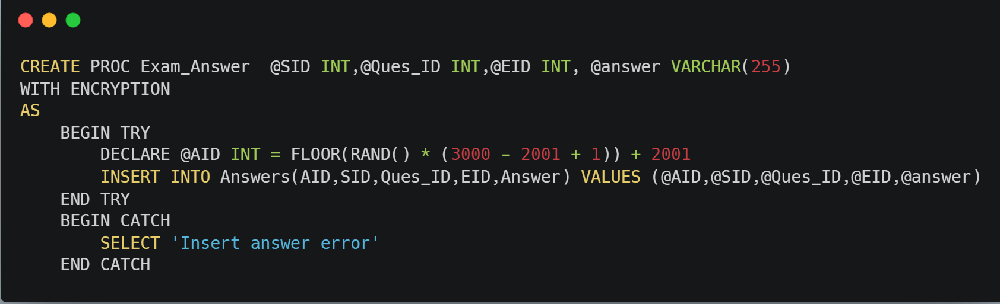 CREATE PROC Exam_Answer  @SID INT,@Ques_ID INT,@EID INT, @answer VARCHAR(255)
WITH ENCRYPTION
AS
    BEGIN TRY
        DECLARE @AID INT = FLOOR(RAND() * (3000 - 2001 + 1)) + 2001
        INSERT INTO Answers(AID,SID,Ques_ID,EID,Answer) VALUES (@AID,@SID,@Ques_ID,@EID,@answer)
    END TRY
    BEGIN CATCH
        SELECT 'Insert answer error'
    END CATCH